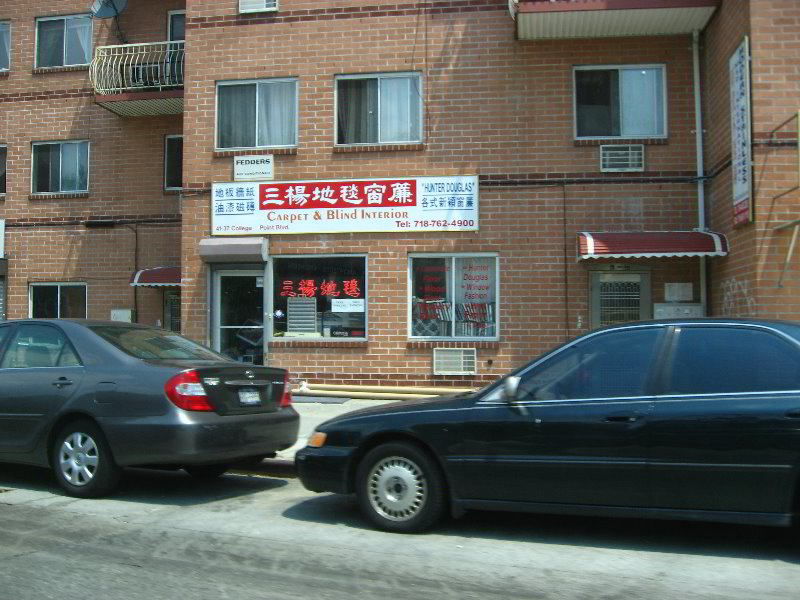 FEDDERS
AIR CONDITIONERS
地板牆紙
油漆磁磚
三楊地毯窗簾
"HUNTER DOUGLAS"
各式新穎窗簾
CARPET & BLIND INTERIOR
41-37 College Point Blvd.
Tel: 718-762-4900
三楊地毯
Hunter
Douglas
Window
Fashion